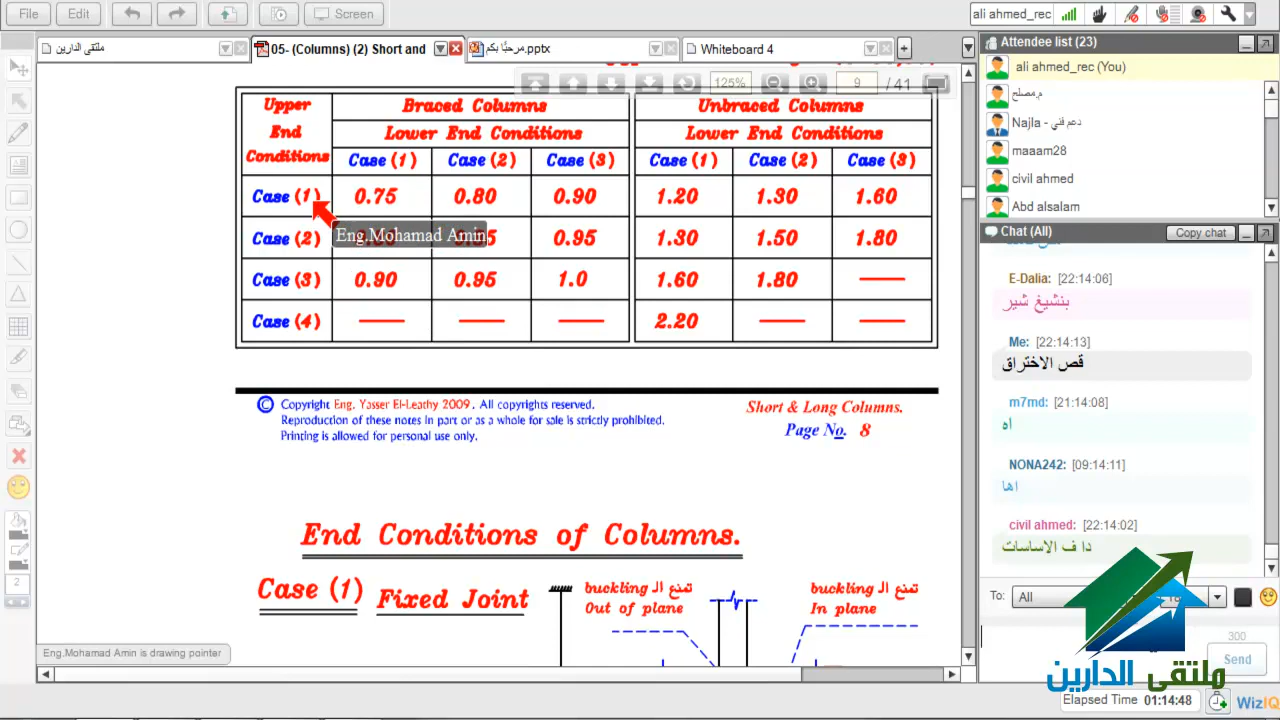 File Edit Screen ali ahmed_rec
ملتقى الدارين 05- (Columns) (2) Short and مرحبًا بكم.pptx Whiteboard 4
125% 9 / 41
Upper End Conditions Braced Columns Unbraced Columns
Lower End Conditions Lower End Conditions
Case (1) Case (2) Case (3) Case (1) Case (2) Case (3)
Case (1) 0.75 0.80 0.90 1.20 1.30 1.60
Eng.Mohamad Amin
Case (2) 0.95 1.30 1.50 1.80
Case (3) 0.90 0.95 1.0 1.60 1.80
Case (4) 2.20
© Copyright Eng. Yasser El-Leathy 2009. All copyrights reserved.
Reproduction of these notes in part or as a whole for sale is strictly prohibited.
Printing is allowed for personal use only.
Short & Long Columns.
Page No. 8
End Conditions of Columns.
Case (1) Fixed Joint
تمنع الـ buckling
Out of plane
تمنع الـ buckling
In plane
Eng.Mohamad Amin is drawing pointer
2
Attendee list (23)
ali ahmed_rec (You)
م.مصلح
Najla - دعم فني
maaam28
civil ahmed
Abd alsalam
Chat (All) Copy chat
E-Dalia: [22:14:06]
بنشيغ شير
Me: [22:14:13]
قص الاختراق
m7md: [21:14:08]
اه
NONA242: [09:14:11]
اها
civil ahmed: [22:14:02]
دا ف الاساسات
To: All
300
Send
ملتقى الدارين
Elapsed Time 01:14:48 WizIQ